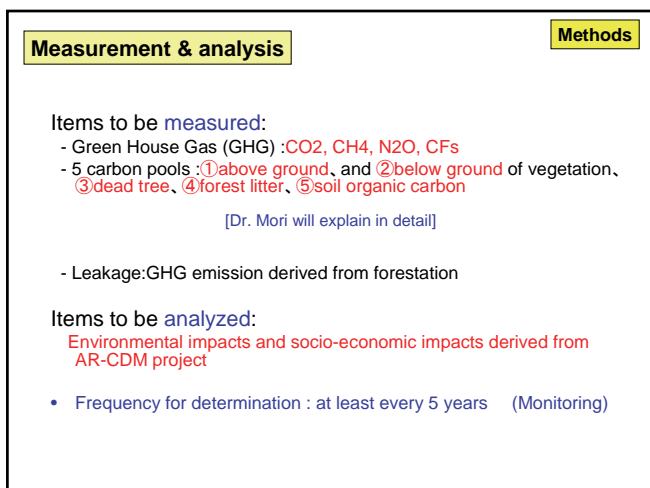 Methods
Measurement & analysis
Items to be measured:
- Green House Gas (GHG) :CO2, CH4, N2O, CFs
- 5 carbon pools :①above ground、and ②below ground of vegetation、
③dead tree、④forest litter、⑤soil organic carbon
[Dr. Mori will explain in detail]
- Leakage:GHG emission derived from forestation
Items to be analyzed:
Environmental impacts and socio-economic impacts derived from
AR-CDM project
• Frequency for determination : at least every 5 years (Monitoring)